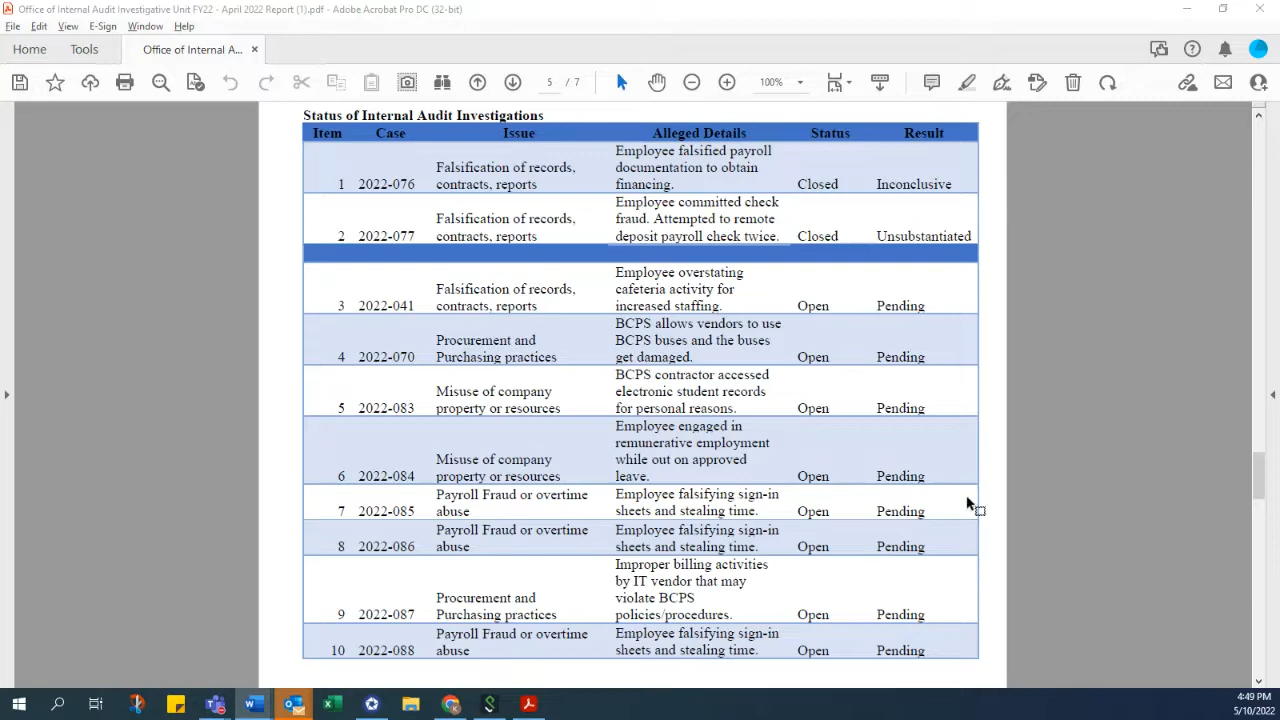 Office of Internal Audit Investigative Unit FY22 - April 2022 Report (1).pdf - Adobe Acrobat Pro DC (32-bit)
File Edit View E-Sign Window Help
Home Tools Office of Internal A... ×
5 / 7 100%
Status of Internal Audit Investigations
Item Case Issue Alleged Details Status Result
Employee falsified payroll
Falsification of records, documentation to obtain
1 2022-076 contracts, reports financing. Closed Inconclusive
Employee committed check
Falsification of records, fraud. Attempted to remote
2 2022-077 contracts, reports deposit payroll check twice. Closed Unsubstantiated
Employee overstating
Falsification of records, cafeteria activity for
3 2022-041 contracts, reports increased staffing. Open Pending
BCPS allows vendors to use
Procurement and BCPS buses and the buses
4 2022-070 Purchasing practices get damaged. Open Pending
BCPS contractor accessed
Misuse of company electronic student records
5 2022-083 property or resources for personal reasons. Open Pending
Employee engaged in
remunerative employment
Misuse of company while out on approved
6 2022-084 property or resources leave. Open Pending
Payroll Fraud or overtime Employee falsifying sign-in
7 2022-085 abuse sheets and stealing time. Open Pending
Payroll Fraud or overtime Employee falsifying sign-in
8 2022-086 abuse sheets and stealing time. Open Pending
Improper billing activities
by IT vendor that may
Procurement and violate BCPS
9 2022-087 Purchasing practices policies/procedures. Open Pending
Payroll Fraud or overtime Employee falsifying sign-in
10 2022-088 abuse sheets and stealing time. Open Pending
4:49 PM
5/10/2022